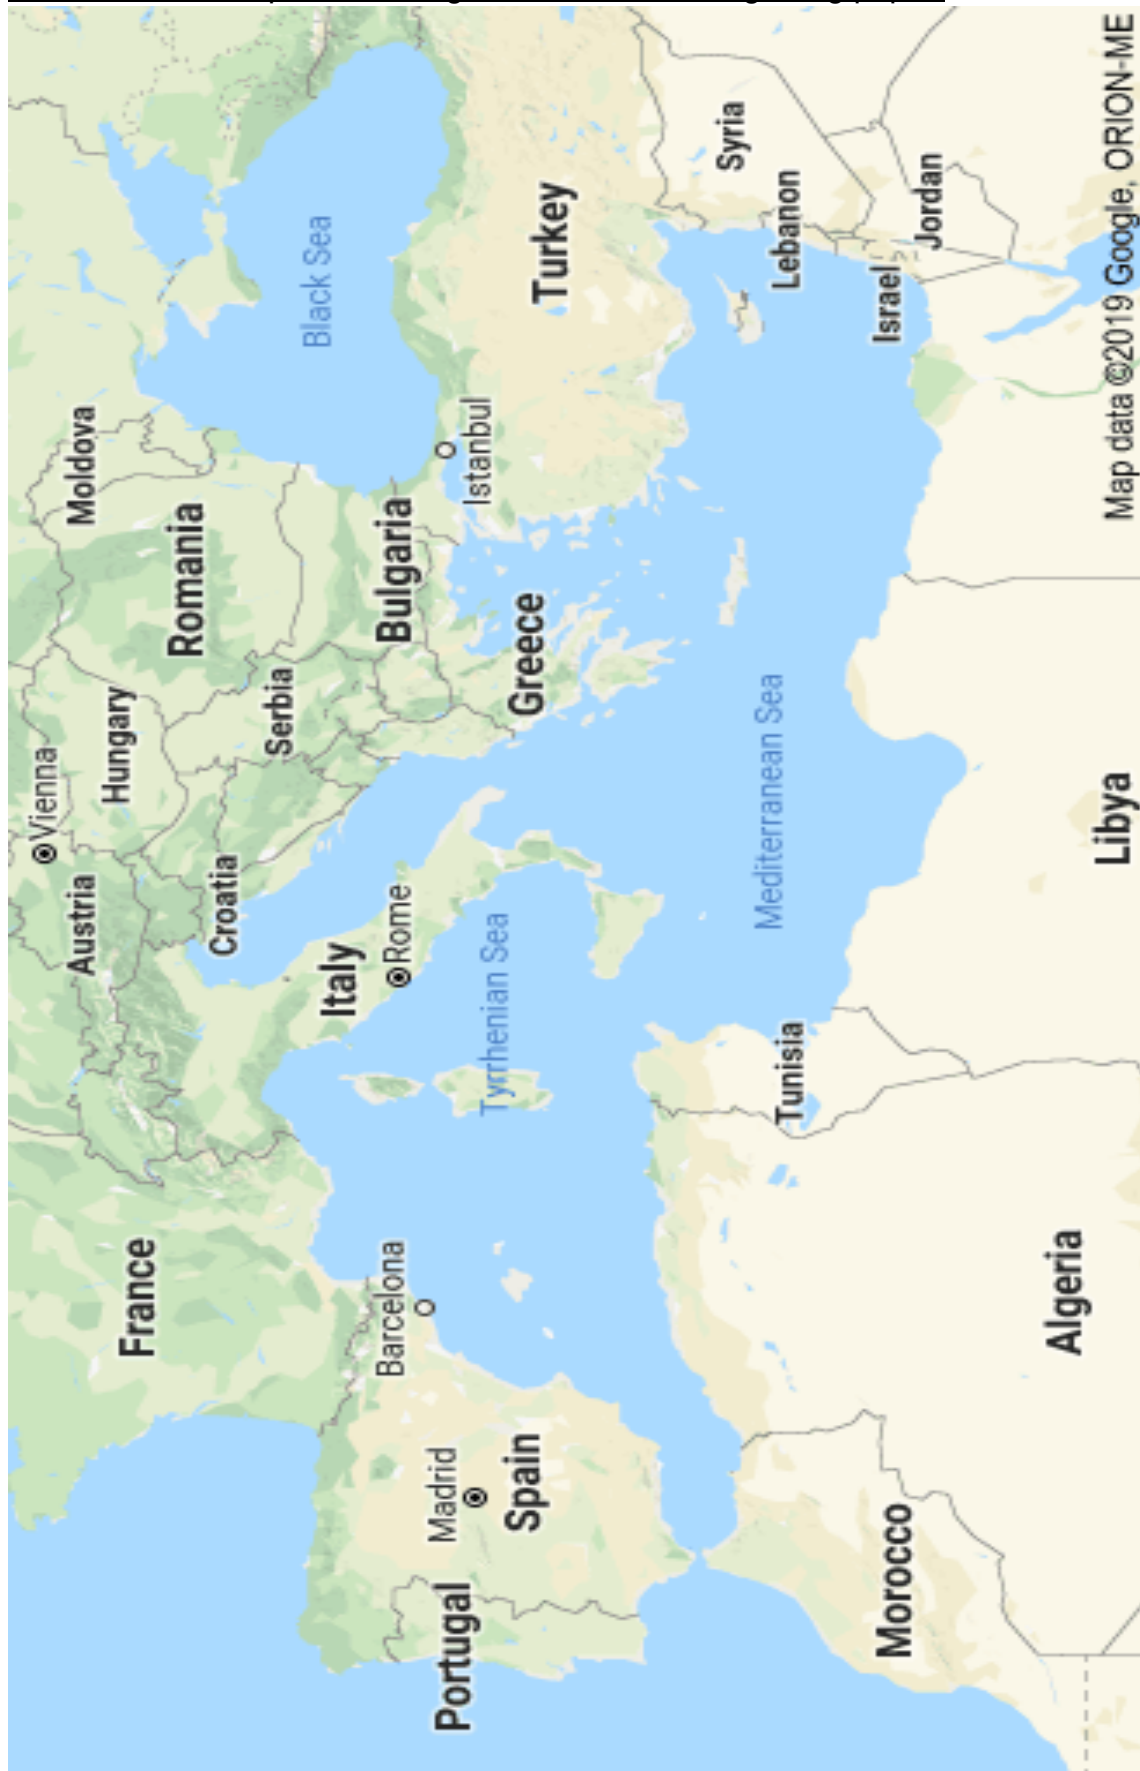 Vienna
Austria
Moldova
Hungary
France
Romania
Croatia
Serbia
Black Sea
Italy
Barcelona
Rome
Bulgaria
Madrid
Portugal
Istanbul
Tyrrhenian Sea
Spain
Greece
Turkey
Syria
Mediterranean Sea
Tunisia
Lebanon
Morocco
Israel
Jordan
Algeria
Libya
Map data ©2019 Google, ORION-ME